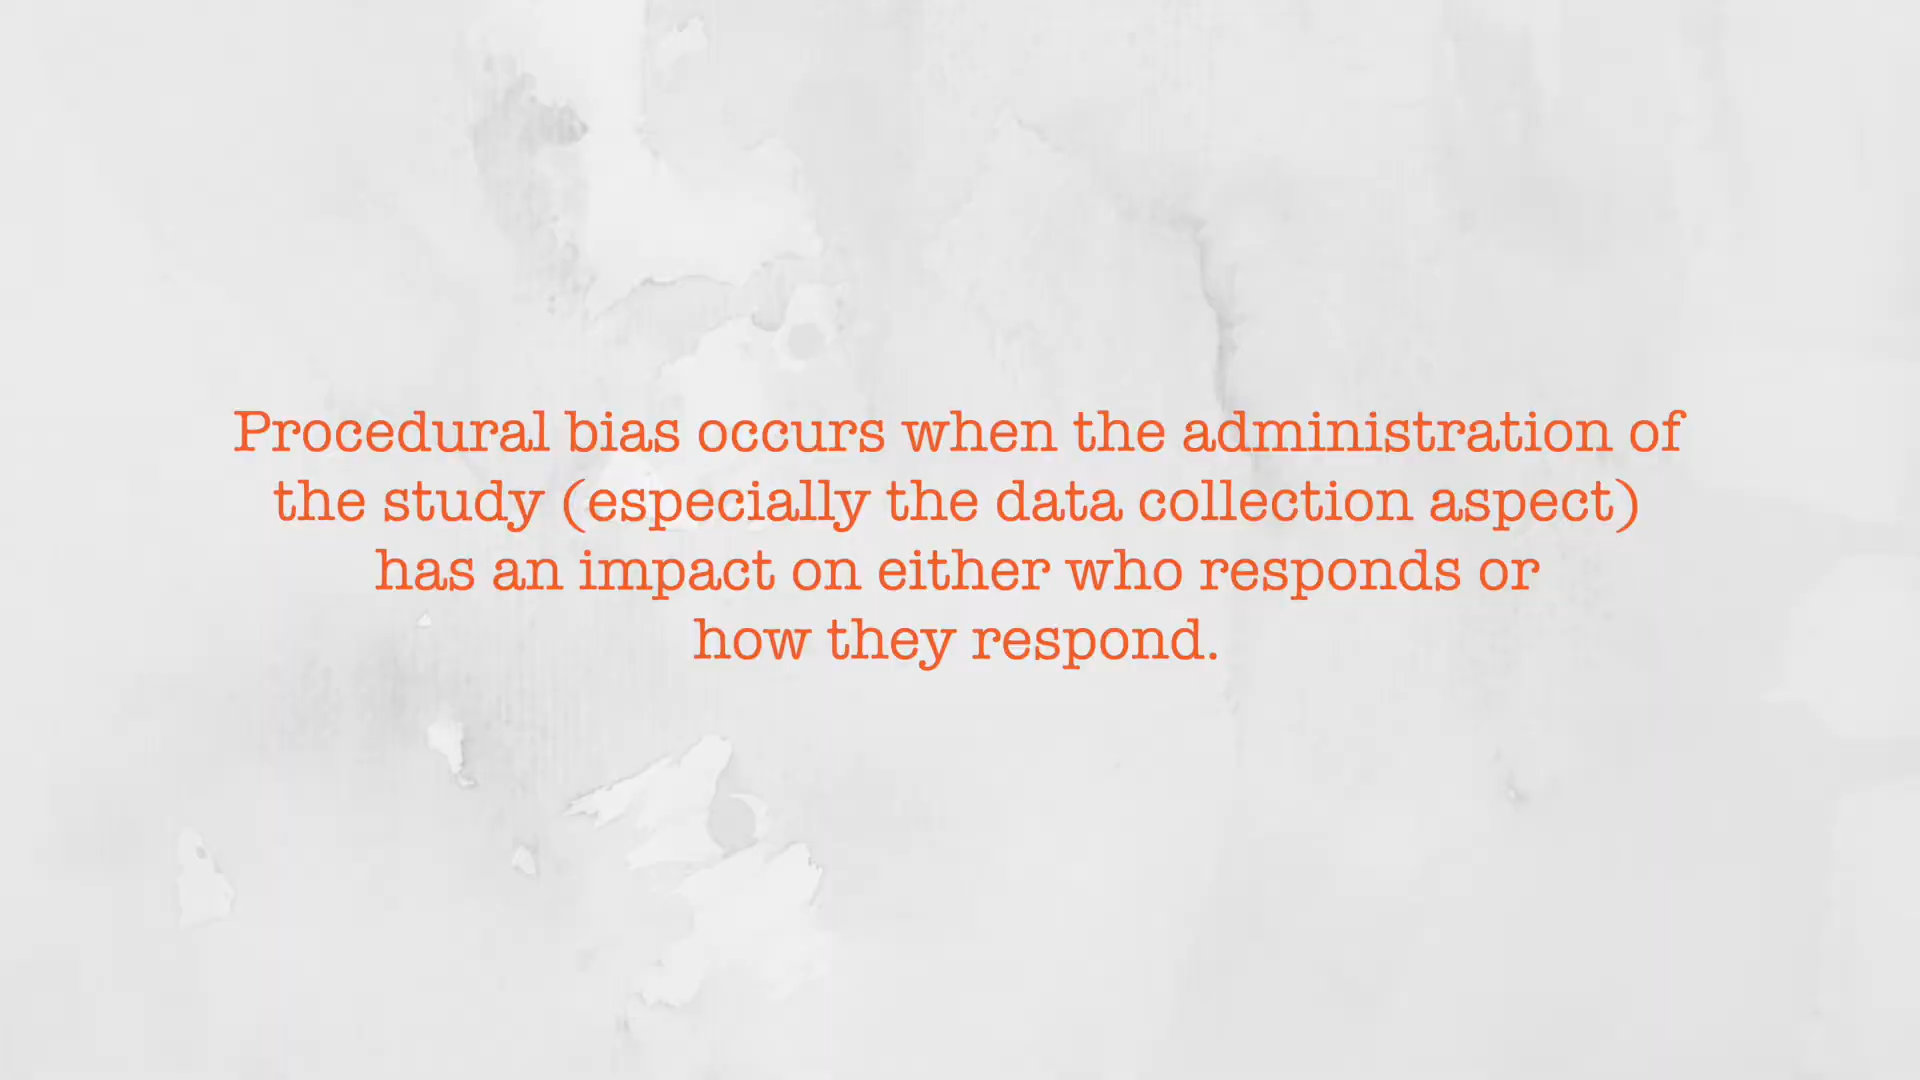 Procedural bias occurs when the administration of
the study (especially the data collection aspect)
has an impact on either who responds or
how they respond.